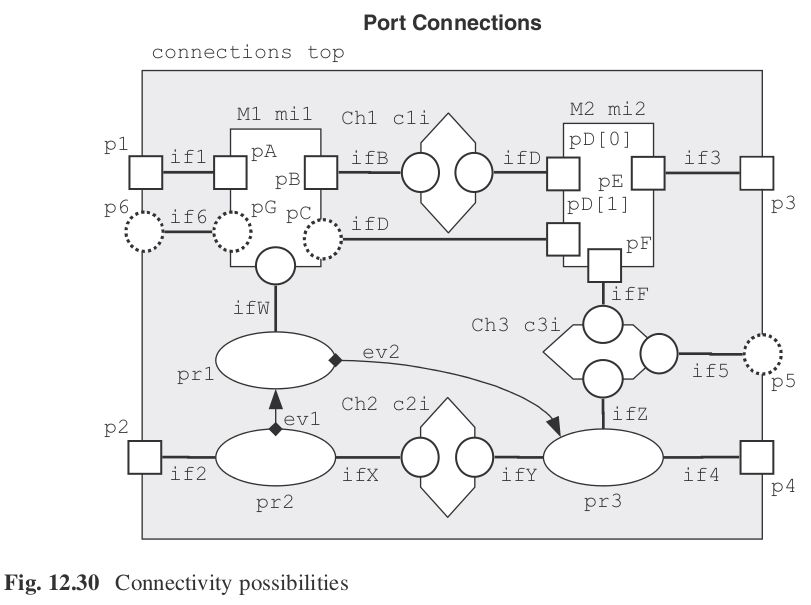 Port Connections
connections top
M1 mi1
Ch1 c1i
M2 mi2
p1
if1
pA
pB
ifB
ifD
pD[0]
pE
if3
p3
p6
if6
pG
pC
ifD
pD[1]
pF
ifW
ifF
Ch3 c3i
pr1
ev2
if5
p5
ev1
Ch2 c2i
ifZ
p2
if2
pr2
ifX
ifY
pr3
if4
p4
Fig. 12.30 Connectivity possibilities